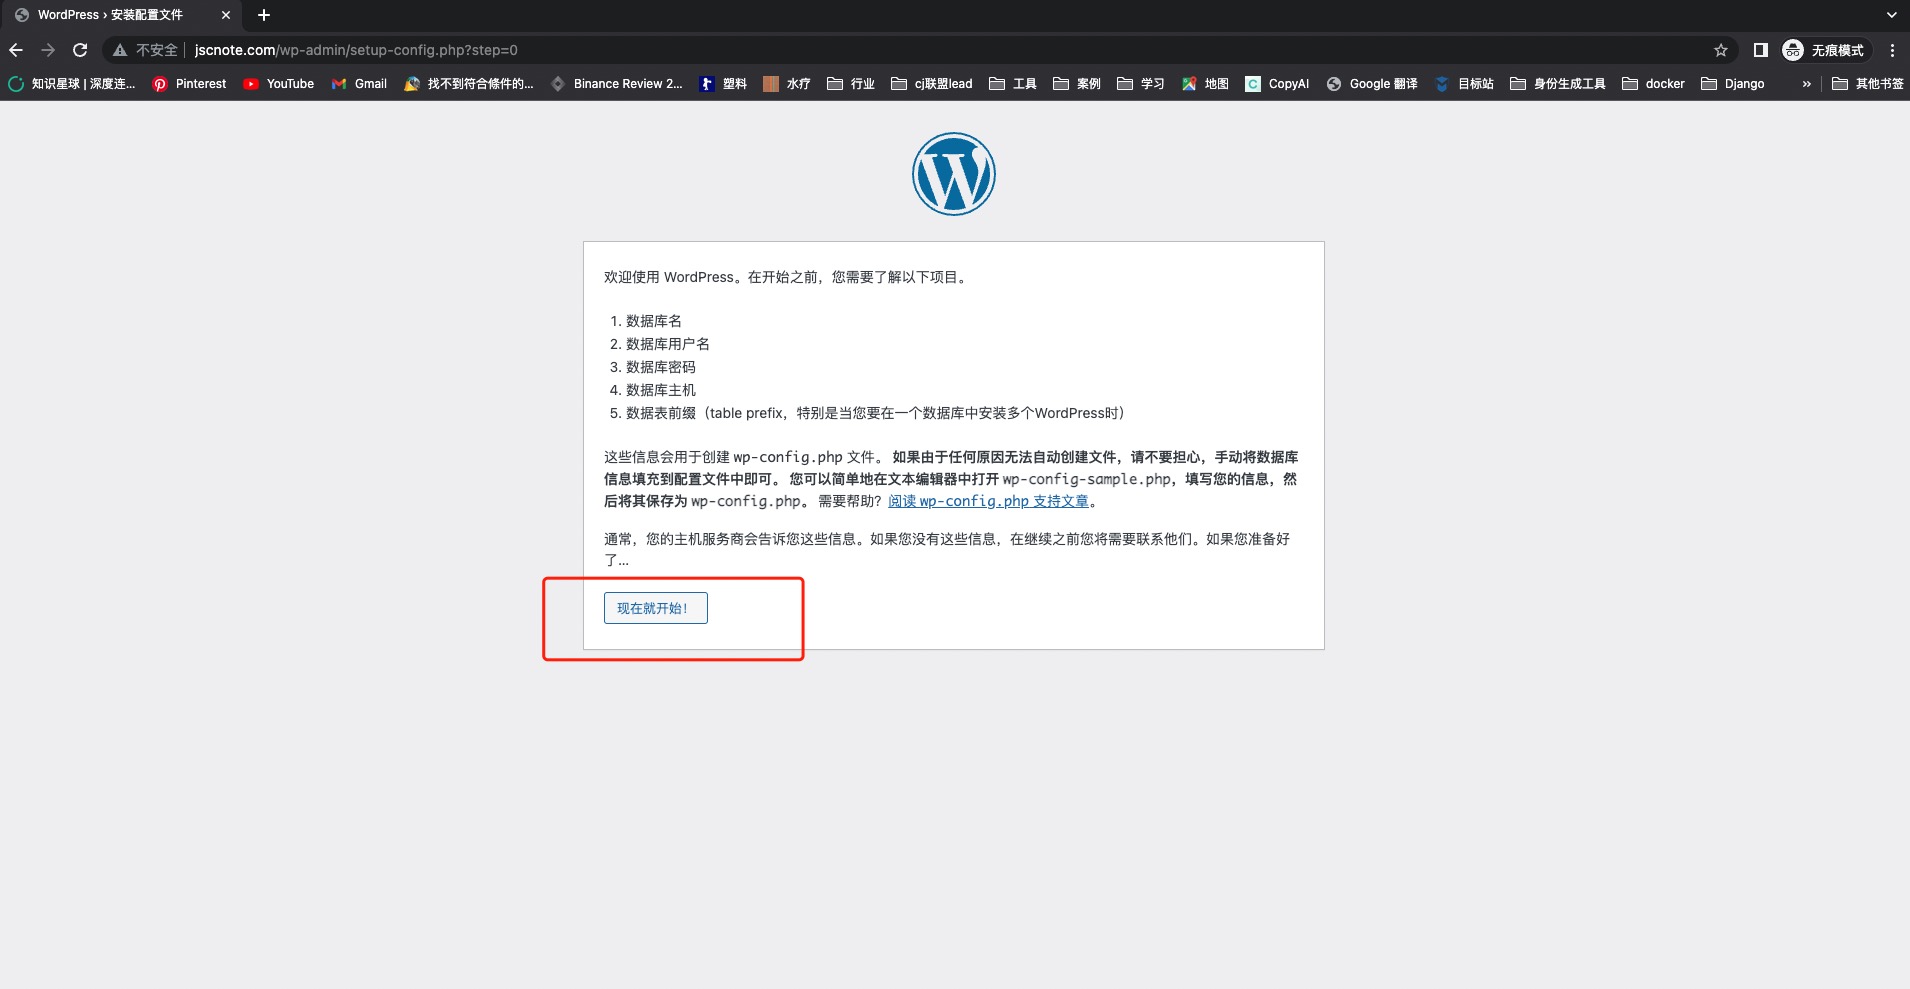 WordPress › 安装配置文件
不安全 | jscnote.com/wp-admin/setup-config.php?step=0
无痕模式
知识星球 | 深度连... Pinterest YouTube Gmail 找不到符合條件的... Binance Review 2... 塑料 水疗 行业 cj联盟lead 工具 案例 学习 地图 CopyAI Google 翻译 目标站 身份生成工具 docker Django » 其他书签
欢迎使用 WordPress。在开始之前，您需要了解以下项目。
1. 数据库名
2. 数据库用户名
3. 数据库密码
4. 数据库主机
5. 数据表前缀（table prefix，特别是当您要在一个数据库中安装多个WordPress时）
这些信息会用于创建 wp-config.php 文件。 如果由于任何原因无法自动创建文件，请不要担心，手动将数据库
信息填充到配置文件中即可。 您可以简单地在文本编辑器中打开 wp-config-sample.php，填写您的信息，然
后将其保存为 wp-config.php。 需要帮助？阅读 wp-config.php 支持文章。
通常，您的主机服务商会告诉您这些信息。如果您没有这些信息，在继续之前您将需要联系他们。如果您准备好
了...
现在就开始！